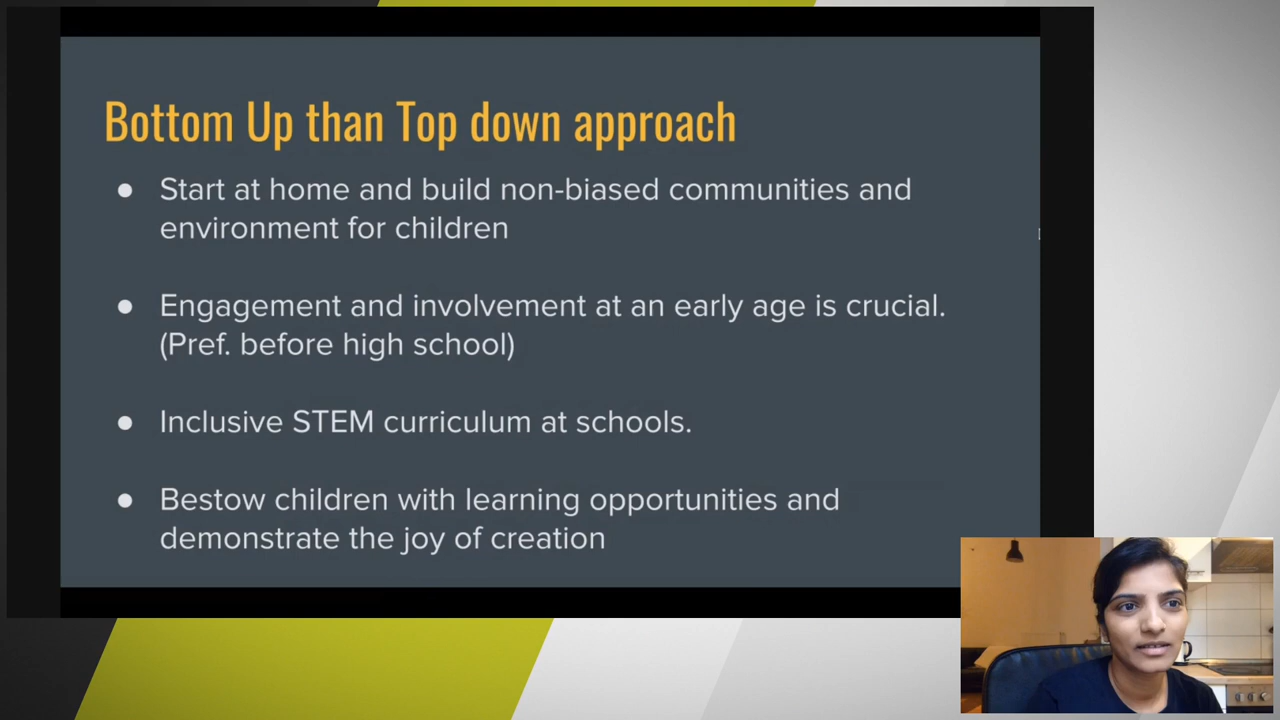 Bottom Up than Top down approach
● Start at home and build non-biased communities and
environment for children
● Engagement and involvement at an early age is crucial.
(Pref. before high school)
● Inclusive STEM curriculum at schools.
● Bestow children with learning opportunities and
demonstrate the joy of creation